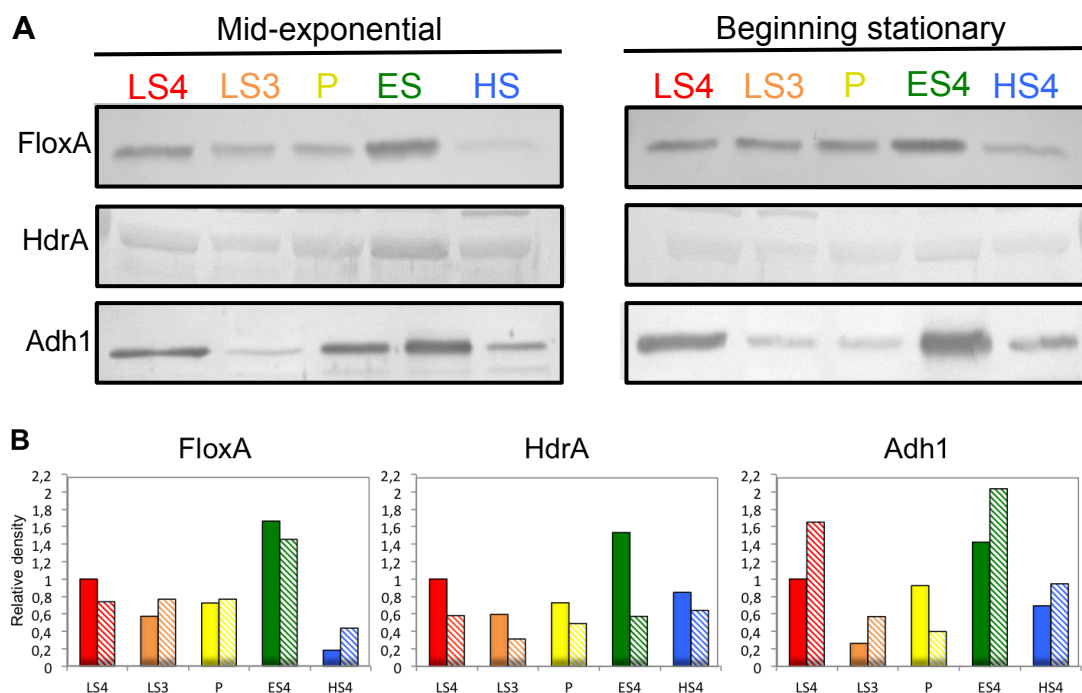 A
Mid-exponential
Beginning stationary
LS4 LS3 P ES HS
LS4 LS3 P ES4 HS4
FloxA
HdrA
Adh1
B
FloxA
HdrA
Adh1
Relative density
2,2
2
1,8
1,6
1,4
1,2
1
0,8
0,6
0,4
0,2
0
LS4 LS3 P ES4 HS4
2,2
2
1,8
1,6
1,4
1,2
1
0,8
0,6
0,4
0,2
0
LS4 LS3 P ES4 HS4
2,2
2
1,8
1,6
1,4
1,2
1
0,8
0,6
0,4
0,2
0
LS4 LS3 P ES4 HS4